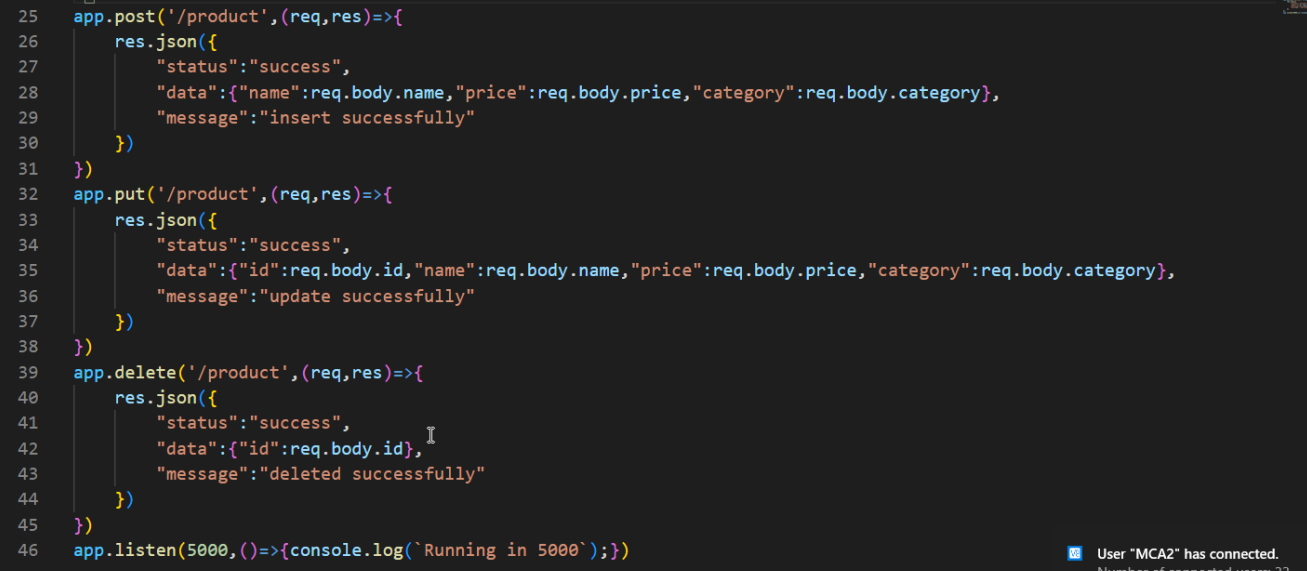 25 app.post('/product',(req,res)=>{
26 res.json({
27 "status":"success",
28 "data":{"name":req.body.name,"price":req.body.price,"category":req.body.category},
29 "message":"insert successfully"
30 })
31 })
32 app.put('/product',(req,res)=>{
33 res.json({
34 "status":"success",
35 "data":{"id":req.body.id,"name":req.body.name,"price":req.body.price,"category":req.body.category},
36 "message":"update successfully"
37 })
38 })
39 app.delete('/product',(req,res)=>{
40 res.json({
41 "status":"success",
42 "data":{"id":req.body.id},
43 "message":"deleted successfully"
44 })
45 })
46 app.listen(5000,()=>{console.log(`Running in 5000`);})
User "MCA2" has connected.
Number of connected users: